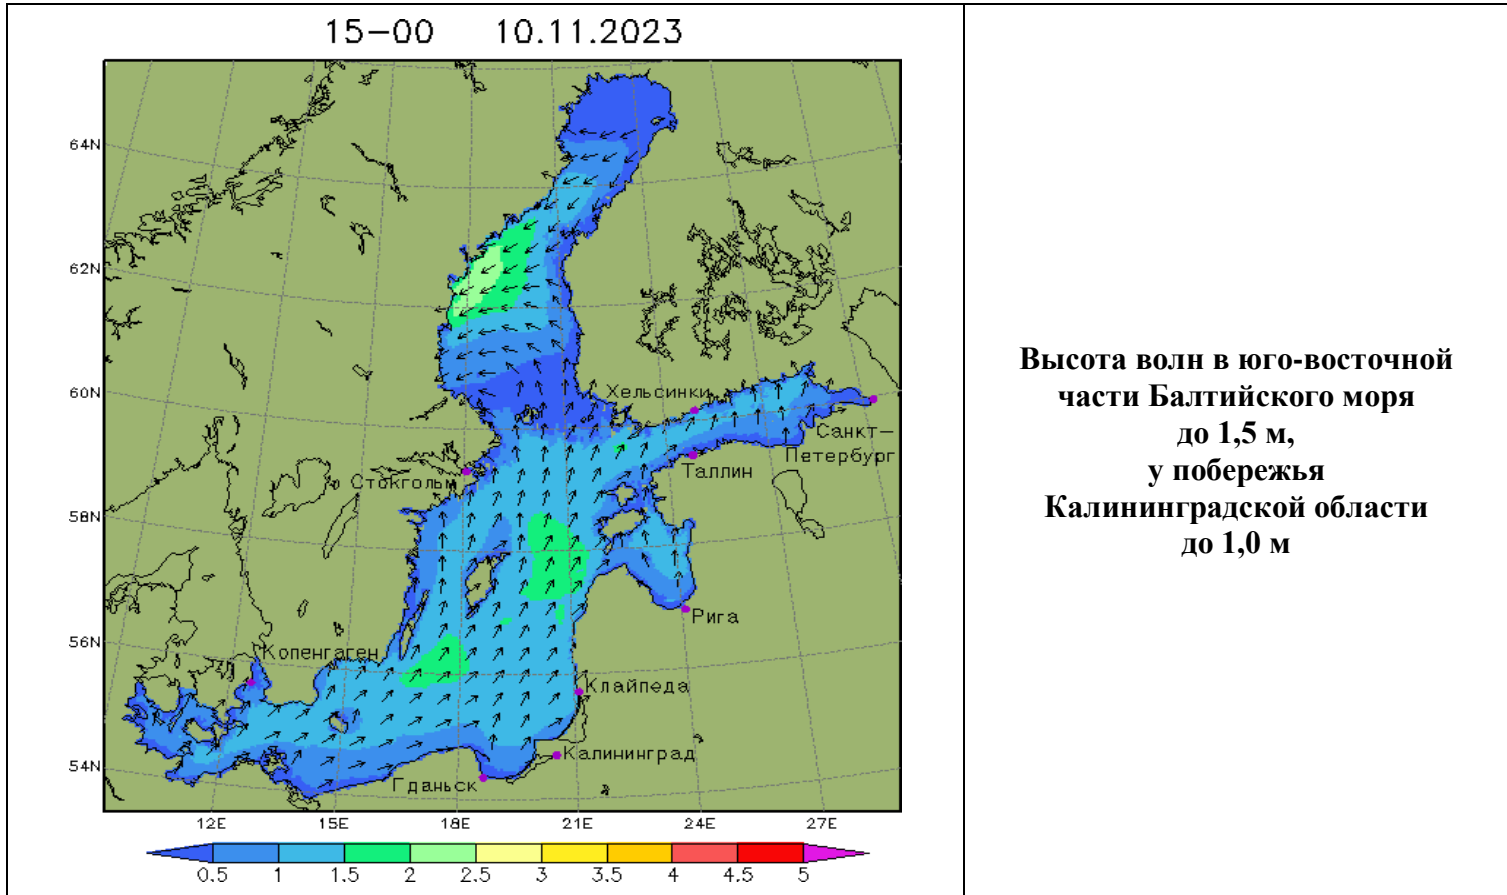 15-00 10.11.2023
64N
62N
60N
58N
56N
54N
12E 15E 18E 21E 24E 27E
Хельсинки
Санкт-
Петербург
Таллин
Стокгольм
Рига
Копенгаген
Клайпеда
Калининград
Гданьск
0.5 1 1.5 2 2.5 3 3.5 4 4.5 5
Высота волн в юго-восточной
части Балтийского моря
до 1,5 м,
у побережья
Калининградской области
до 1,0 м